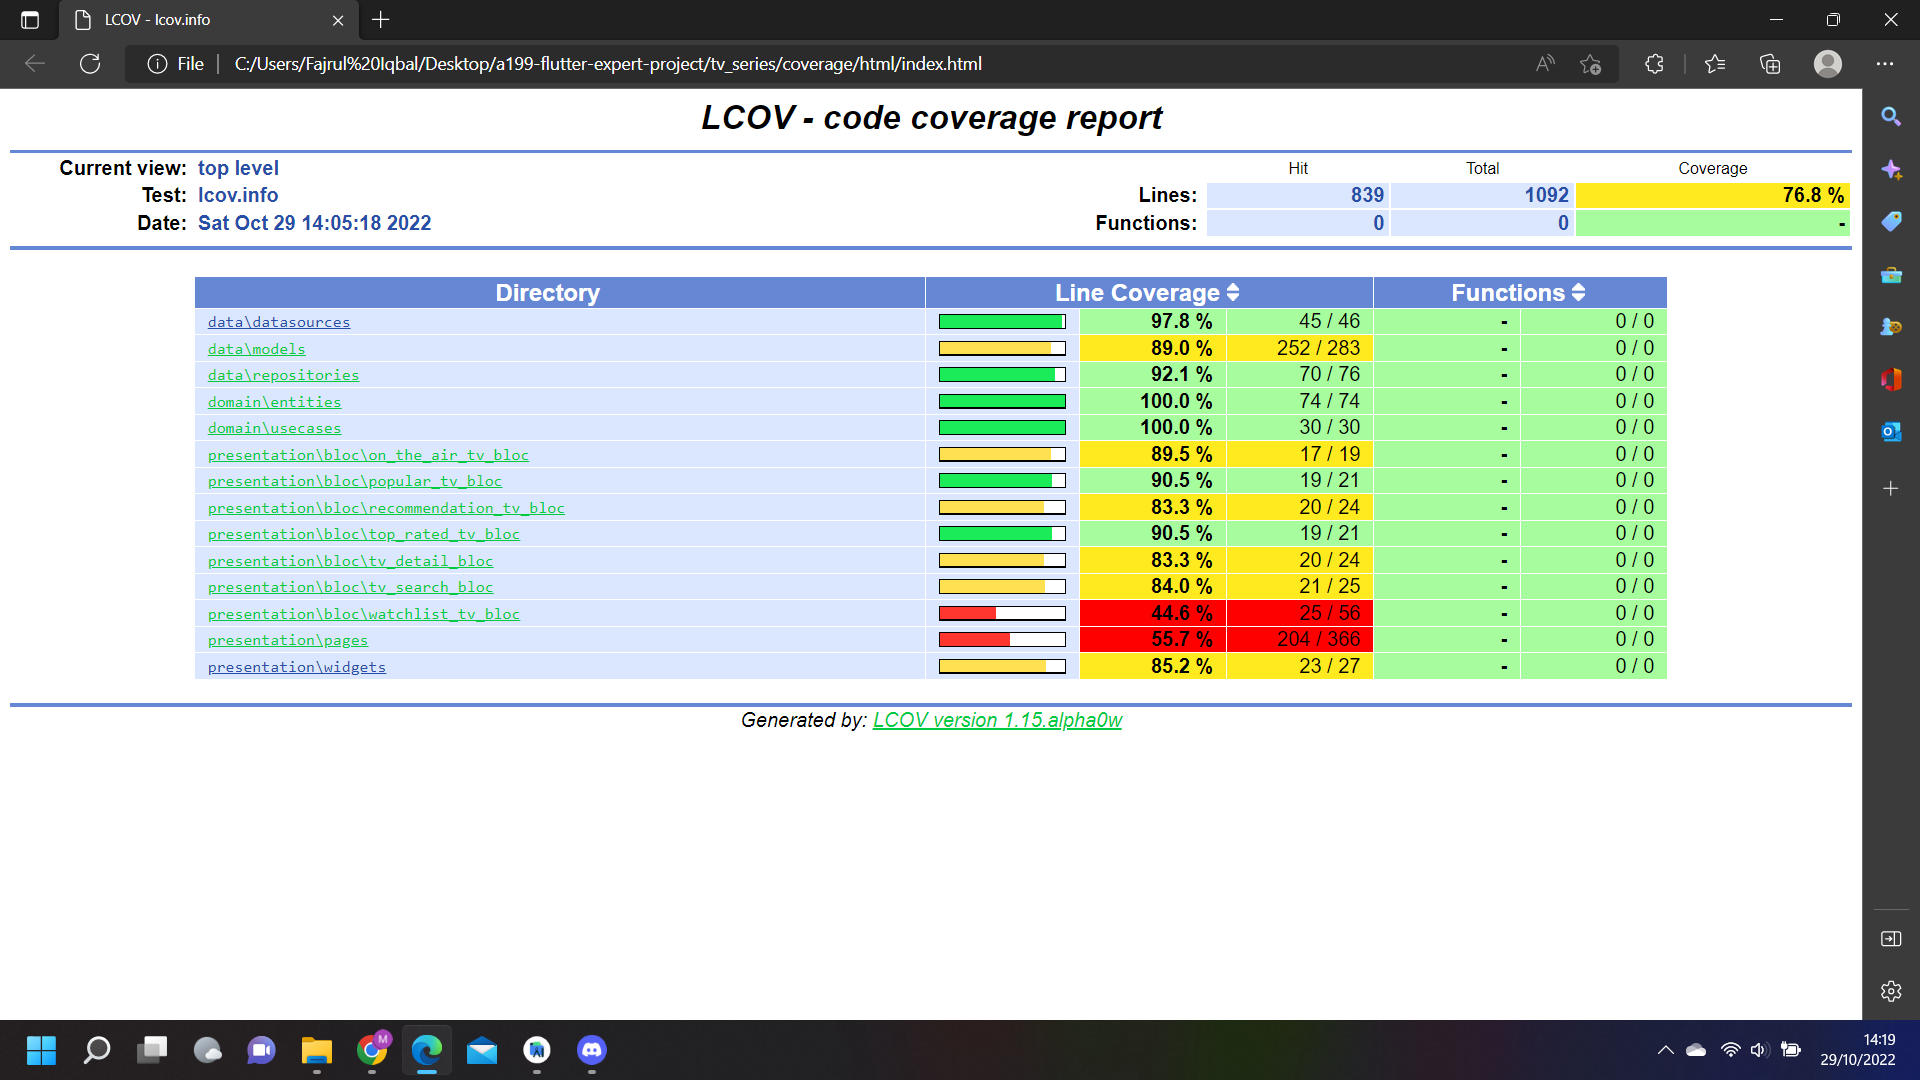 LCOV - lcov.info
File
C:/Users/Fajrul%20Iqbal/Desktop/a199-flutter-expert-project/tv_series/coverage/html/index.html
LCOV - code coverage report
Current view: top level
Hit Total Coverage
Test: lcov.info
Lines: 839 1092 76.8 %
Date: Sat Oct 29 14:05:18 2022
Functions: 0 0 -
Directory Line Coverage Functions
data\datasources 97.8 % 45 / 46 - 0 / 0
data\models 89.0 % 252 / 283 - 0 / 0
data\repositories 92.1 % 70 / 76 - 0 / 0
domain\entities 100.0 % 74 / 74 - 0 / 0
domain\usecases 100.0 % 30 / 30 - 0 / 0
presentation\bloc\on_the_air_tv_bloc 89.5 % 17 / 19 - 0 / 0
presentation\bloc\popular_tv_bloc 90.5 % 19 / 21 - 0 / 0
presentation\bloc\recommendation_tv_bloc 83.3 % 20 / 24 - 0 / 0
presentation\bloc\top_rated_tv_bloc 90.5 % 19 / 21 - 0 / 0
presentation\bloc\tv_detail_bloc 83.3 % 20 / 24 - 0 / 0
presentation\bloc\tv_search_bloc 84.0 % 21 / 25 - 0 / 0
presentation\bloc\watchlist_tv_bloc 44.6 % 25 / 56 - 0 / 0
presentation\pages 55.7 % 204 / 366 - 0 / 0
presentation\widgets 85.2 % 23 / 27 - 0 / 0
Generated by: LCOV version 1.15.alpha0w
M
14:19
29/10/2022